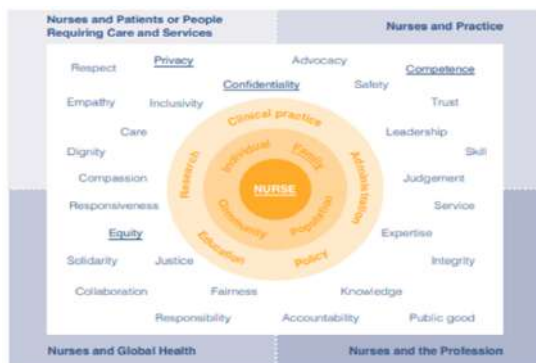 Nurses and Patients or People
Requiring Care and Services
Nurses and Practice
Respect
Privacy
Advocacy
Competence
Confidentiality
Safety
Empathy
Inclusivity
Trust
Care
Leadership
Dignity
Skill
Compassion
Judgement
Responsiveness
Service
Equity
Expertise
Solidarity
Justice
Integrity
Collaboration
Fairness
Knowledge
Responsibility
Accountability
Public good
Clinical practice
Research
Administration
Education
Policy
Individual
Family
Community
Population
NURSE
Nurses and Global Health
Nurses and the Profession